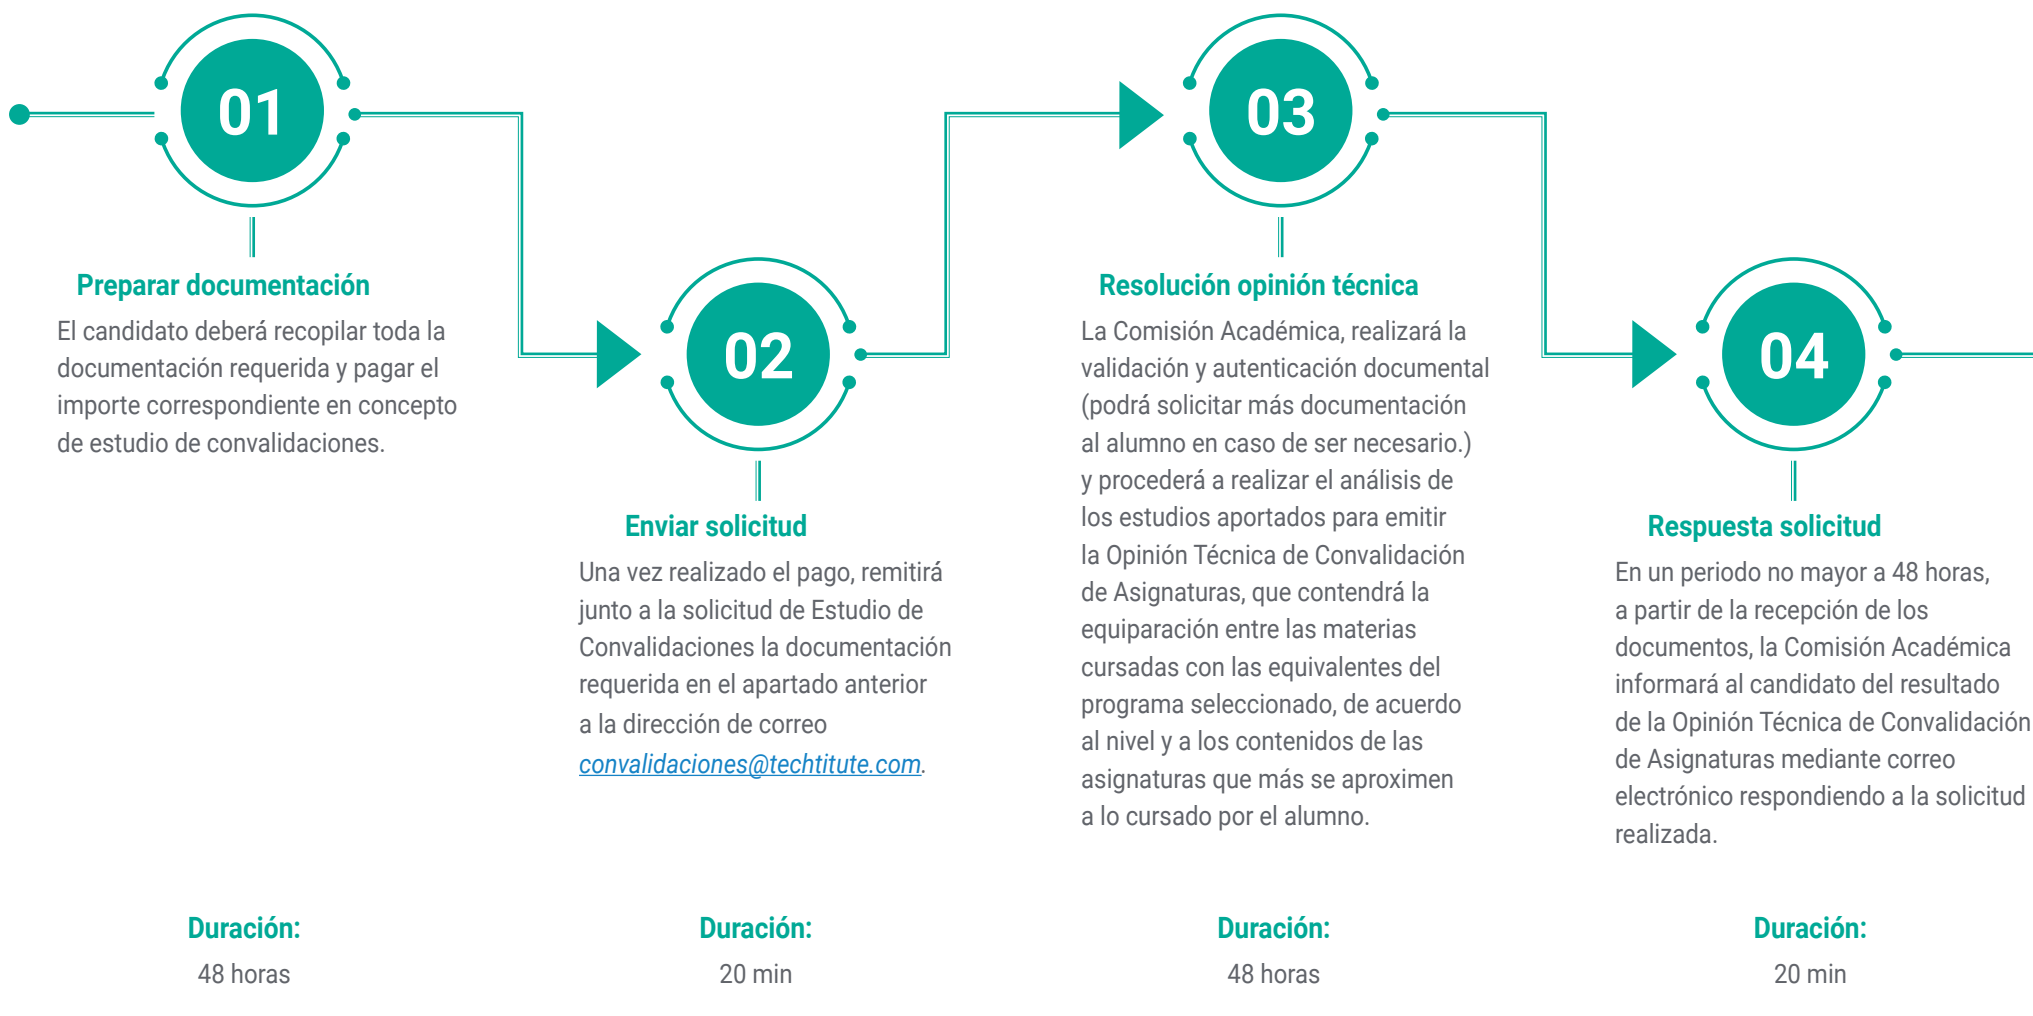 01
Preparar documentación
El candidato deberá recopilar toda la
documentación requerida y pagar el
importe correspondiente en concepto
de estudio de convalidaciones.
Duración:
48 horas
02
Enviar solicitud
Una vez realizado el pago, remitirá
junto a la solicitud de Estudio de
Convalidaciones la documentación
requerida en el apartado anterior
a la dirección de correo
convalidaciones@techtitute.com.
Duración:
20 min
03
Resolución opinión técnica
La Comisión Académica, realizará la
validación y autenticación documental
(podrá solicitar más documentación
al alumno en caso de ser necesario.)
y procederá a realizar el análisis de
los estudios aportados para emitir
la Opinión Técnica de Convalidación
de Asignaturas, que contendrá la
equiparación entre las materias
cursadas con las equivalentes del
programa seleccionado, de acuerdo
al nivel y a los contenidos de las
asignaturas que más se aproximen
a lo cursado por el alumno.
Duración:
48 horas
04
Respuesta solicitud
En un periodo no mayor a 48 horas,
a partir de la recepción de los
documentos, la Comisión Académica
informará al candidato del resultado
de la Opinión Técnica de Convalidación
de Asignaturas mediante correo
electrónico respondiendo a la solicitud
realizada.
Duración:
20 min